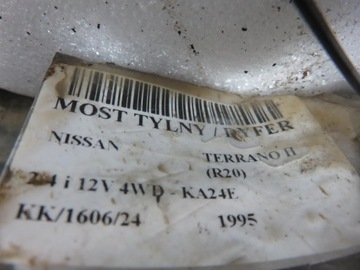 MOST TYLNY / DYFER
NISSAN TERRANO II
(R20)
2.4 i 12V 4WD - KA24E
KK/1606/24 1995